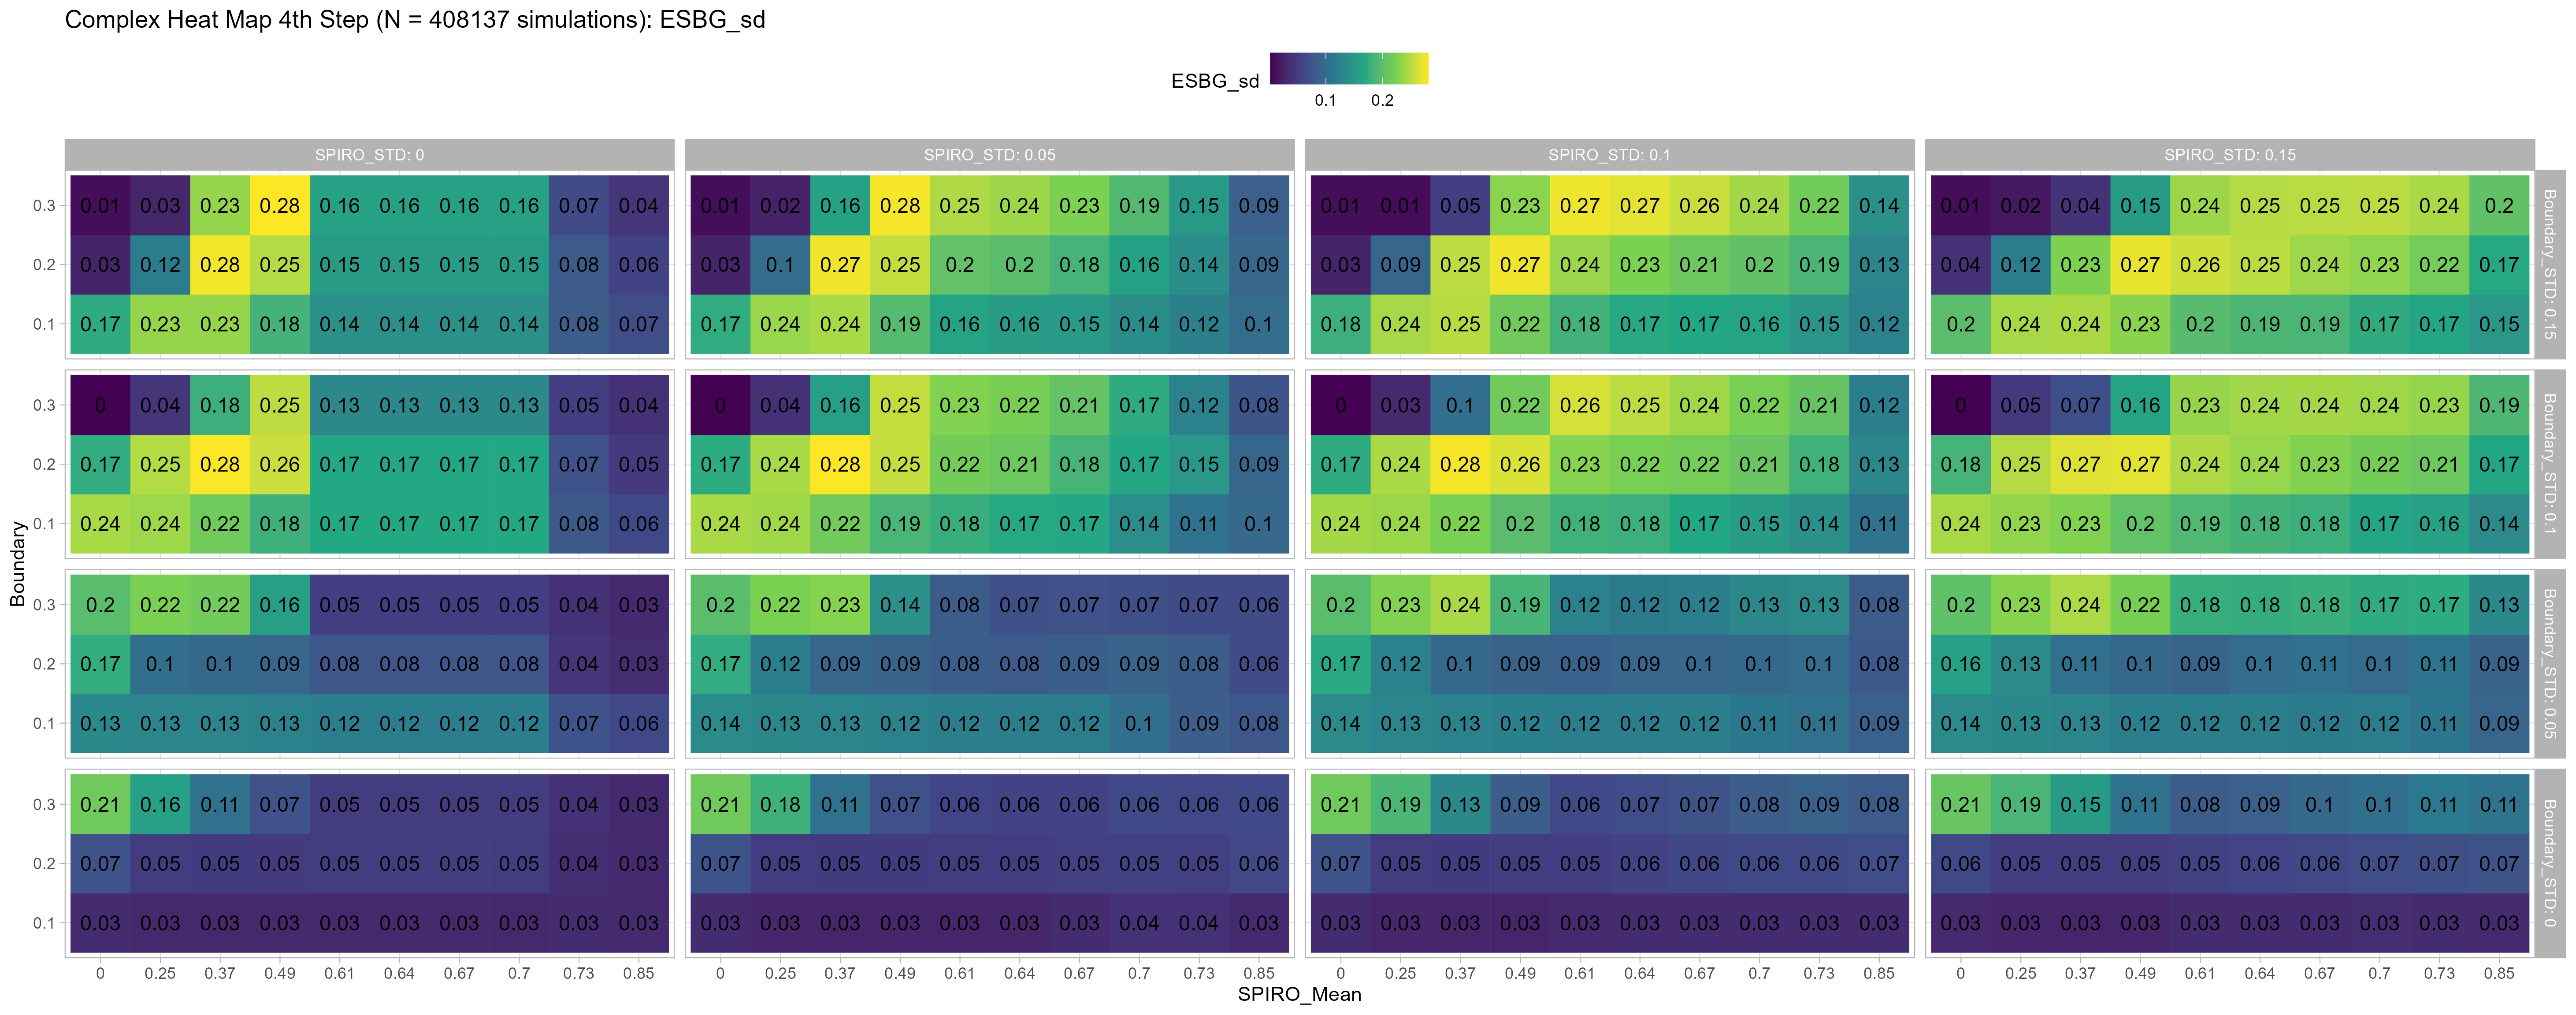 Complex Heat Map 4th Step (N = 408137 simulations): ESBG_sd
ESBG_sd
0.1 0.2
SPIRO_STD: 0 SPIRO_STD: 0.05 SPIRO_STD: 0.1 SPIRO_STD: 0.15
0.3 0.01 0.03 0.23 0.28 0.16 0.16 0.16 0.16 0.07 0.04 0.01 0.02 0.16 0.28 0.25 0.24 0.23 0.19 0.15 0.09 0.01 0.01 0.05 0.23 0.27 0.27 0.26 0.24 0.22 0.14 0.01 0.02 0.04 0.15 0.24 0.25 0.25 0.25 0.24 0.2
0.2 0.03 0.12 0.28 0.25 0.15 0.15 0.15 0.15 0.08 0.06 0.03 0.1 0.27 0.25 0.2 0.2 0.18 0.16 0.14 0.09 0.03 0.09 0.25 0.27 0.24 0.23 0.21 0.2 0.19 0.13 0.04 0.12 0.23 0.27 0.26 0.25 0.24 0.23 0.22 0.17
0.1 0.17 0.23 0.23 0.18 0.14 0.14 0.14 0.14 0.08 0.07 0.17 0.24 0.24 0.19 0.16 0.16 0.15 0.14 0.12 0.1 0.18 0.24 0.25 0.22 0.18 0.17 0.17 0.16 0.15 0.12 0.2 0.24 0.24 0.23 0.2 0.19 0.19 0.17 0.17 0.15
Boundary_STD: 0.15
0.3 0 0.04 0.18 0.25 0.13 0.13 0.13 0.13 0.05 0.04 0 0.04 0.16 0.25 0.23 0.22 0.21 0.17 0.12 0.08 0 0.03 0.1 0.22 0.26 0.25 0.24 0.22 0.21 0.12 0 0.05 0.07 0.16 0.23 0.24 0.24 0.24 0.23 0.19
0.2 0.17 0.25 0.28 0.26 0.17 0.17 0.17 0.17 0.07 0.05 0.17 0.24 0.28 0.25 0.22 0.21 0.18 0.17 0.15 0.09 0.17 0.24 0.28 0.26 0.23 0.22 0.22 0.21 0.18 0.13 0.18 0.25 0.27 0.27 0.24 0.24 0.23 0.22 0.21 0.17
0.1 0.24 0.24 0.22 0.18 0.17 0.17 0.17 0.17 0.08 0.06 0.24 0.24 0.22 0.19 0.18 0.17 0.17 0.14 0.11 0.1 0.24 0.24 0.22 0.2 0.18 0.18 0.17 0.15 0.14 0.11 0.24 0.23 0.23 0.2 0.19 0.18 0.18 0.17 0.16 0.14
Boundary_STD: 0.1
Boundary
0.3 0.2 0.22 0.22 0.16 0.05 0.05 0.05 0.05 0.04 0.03 0.2 0.22 0.23 0.14 0.08 0.07 0.07 0.07 0.07 0.06 0.2 0.23 0.24 0.19 0.12 0.12 0.12 0.13 0.13 0.08 0.2 0.23 0.24 0.22 0.18 0.18 0.18 0.17 0.17 0.13
0.2 0.17 0.1 0.1 0.09 0.08 0.08 0.08 0.08 0.04 0.03 0.17 0.12 0.09 0.09 0.08 0.08 0.09 0.09 0.08 0.06 0.17 0.12 0.1 0.09 0.09 0.09 0.1 0.1 0.1 0.08 0.16 0.13 0.11 0.1 0.09 0.1 0.11 0.1 0.11 0.09
0.1 0.13 0.13 0.13 0.13 0.12 0.12 0.12 0.12 0.07 0.06 0.14 0.13 0.13 0.12 0.12 0.12 0.12 0.1 0.09 0.08 0.14 0.13 0.13 0.12 0.12 0.12 0.12 0.11 0.11 0.09 0.14 0.13 0.13 0.12 0.12 0.12 0.12 0.12 0.11 0.09
Boundary_STD: 0.05
0.3 0.21 0.16 0.11 0.07 0.05 0.05 0.05 0.05 0.04 0.03 0.21 0.18 0.11 0.07 0.06 0.06 0.06 0.06 0.06 0.06 0.21 0.19 0.13 0.09 0.06 0.07 0.07 0.08 0.09 0.08 0.21 0.19 0.15 0.11 0.08 0.09 0.1 0.1 0.11 0.11
0.2 0.07 0.05 0.05 0.05 0.05 0.05 0.05 0.05 0.04 0.03 0.07 0.05 0.05 0.05 0.05 0.05 0.05 0.05 0.05 0.06 0.07 0.05 0.05 0.05 0.05 0.06 0.06 0.06 0.06 0.07 0.06 0.05 0.05 0.05 0.05 0.06 0.06 0.07 0.07 0.07
0.1 0.03 0.03 0.03 0.03 0.03 0.03 0.03 0.03 0.03 0.03 0.03 0.03 0.03 0.03 0.03 0.03 0.03 0.04 0.04 0.03 0.03 0.03 0.03 0.03 0.03 0.03 0.03 0.03 0.03 0.03 0.03 0.03 0.03 0.03 0.03 0.03 0.03 0.03 0.03 0.03
Boundary_STD: 0
0 0.25 0.37 0.49 0.61 0.64 0.67 0.7 0.73 0.85 0 0.25 0.37 0.49 0.61 0.64 0.67 0.7 0.73 0.85 0 0.25 0.37 0.49 0.61 0.64 0.67 0.7 0.73 0.85 0 0.25 0.37 0.49 0.61 0.64 0.67 0.7 0.73 0.85
SPIRO_Mean